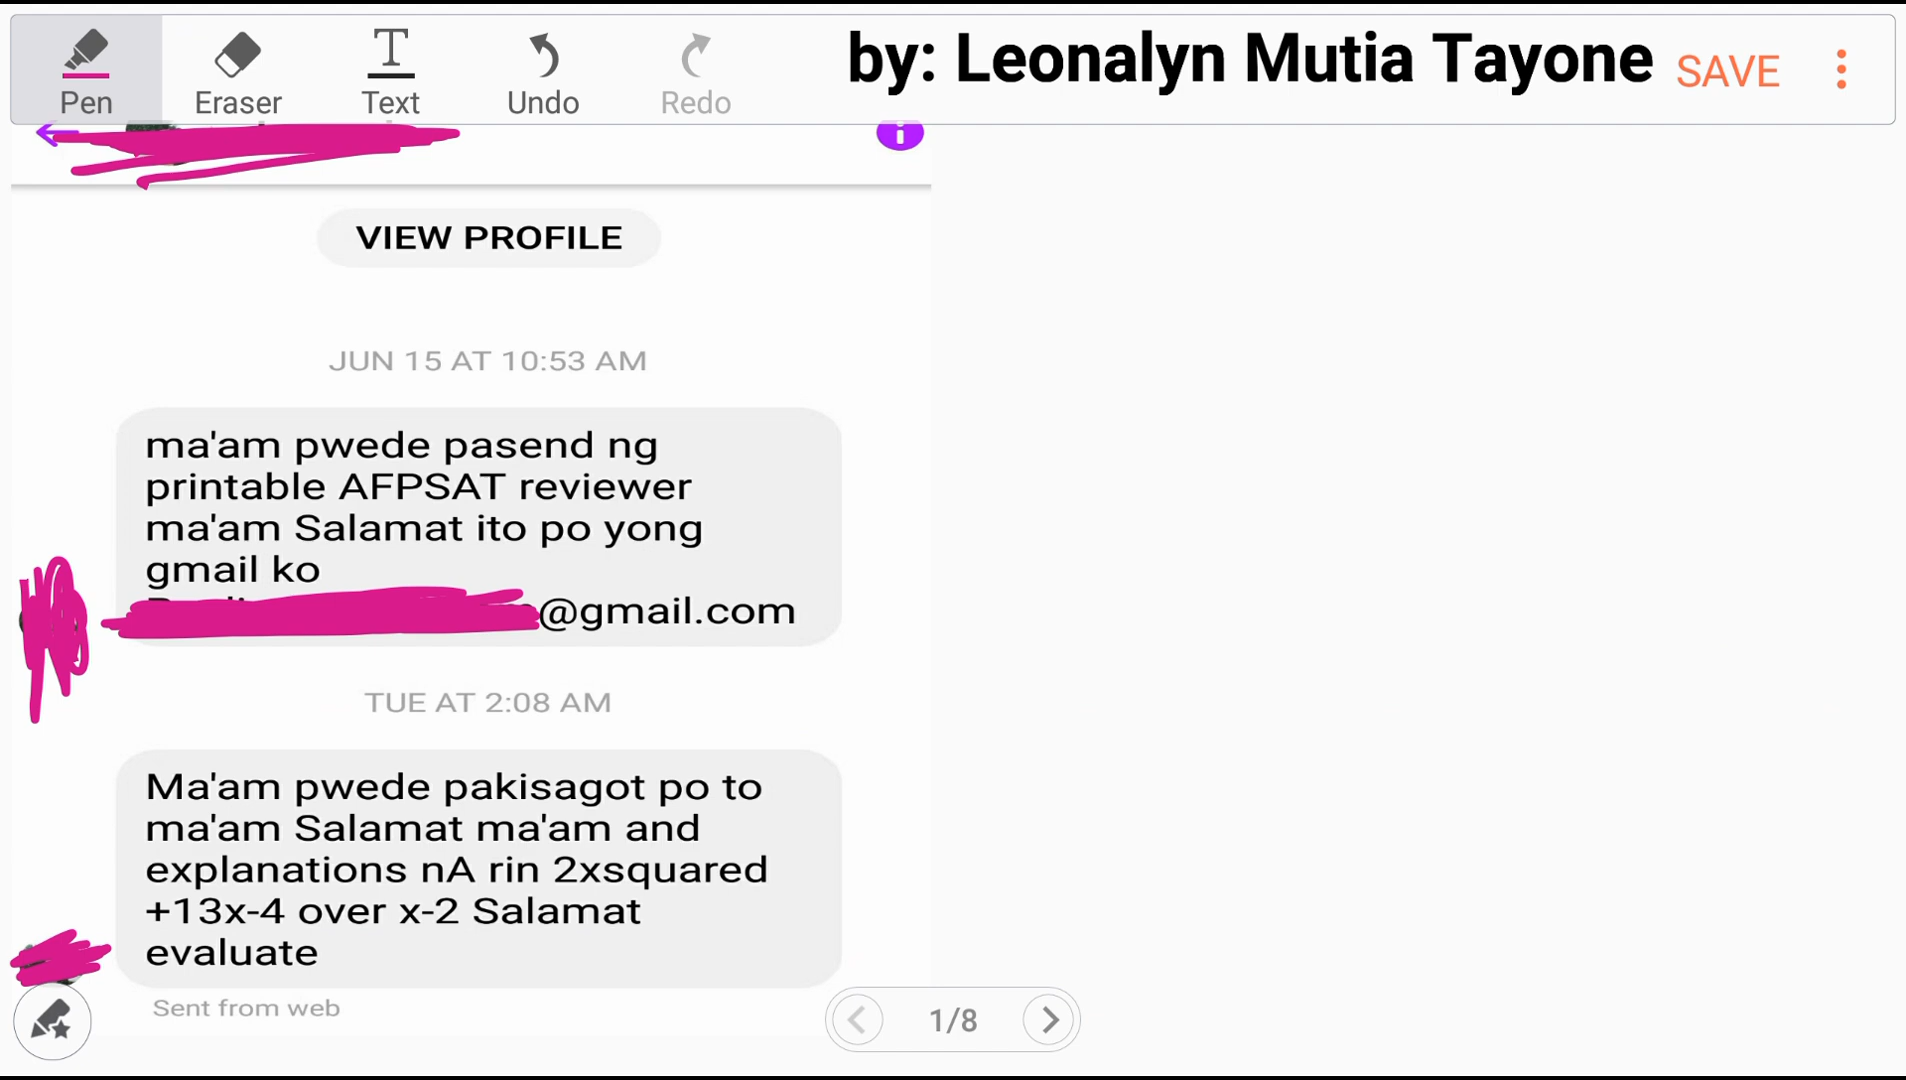 by: Leonalyn Mutia Tayone
Pen
Eraser
Text
Undo
Redo
SAVE
VIEW PROFILE
JUN 15 AT 10:53 AM
ma'am pwede pasend ng
printable AFPSAT reviewer
ma'am Salamat ito po yong
gmail ko
@gmail.com
TUE AT 2:08 AM
Ma'am pwede pakisagot po to
ma'am Salamat ma'am and
explanations nA rin 2xsquared
+13x-4 over x-2 Salamat
evaluate
Sent from web
1/8